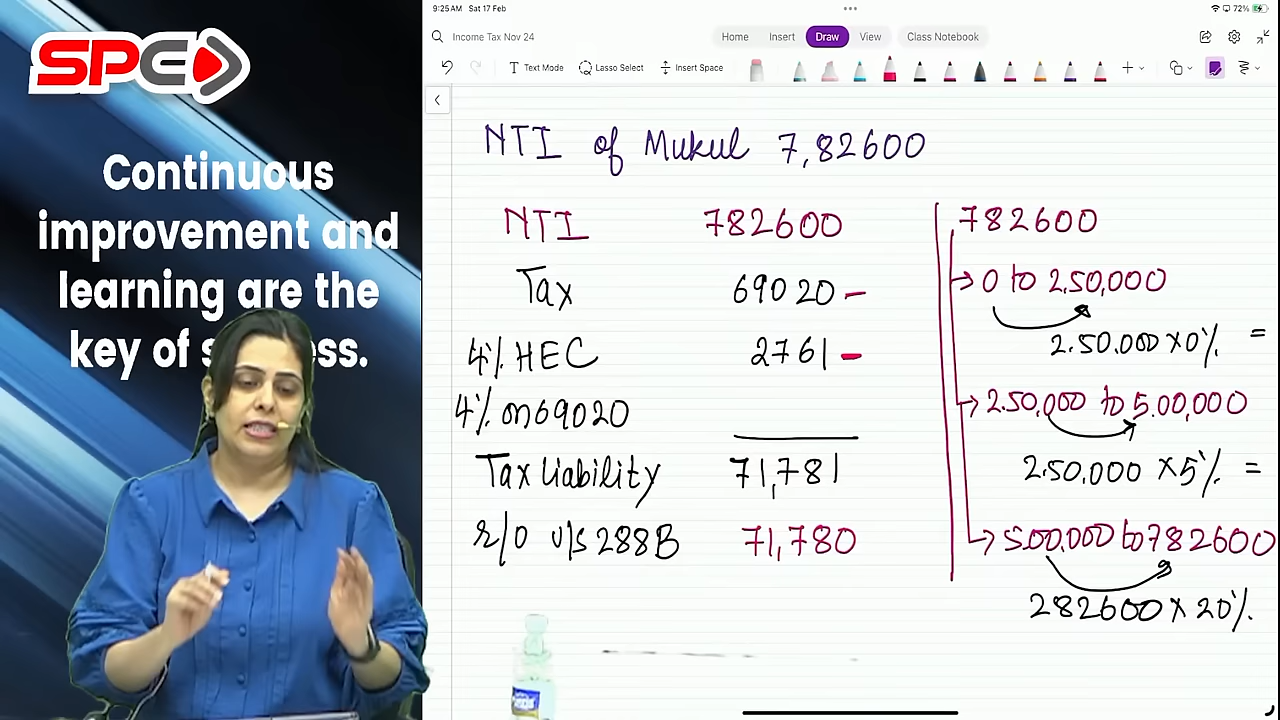 9:25AM Sat 17 Feb
72%
SPC
Income Tax Nov 24
Home Insert Draw View Class Notebook
Text Mode Lasso Select Insert Space
Continuous
improvement and
learning are the
key of
NTI of Mukul 7,82600
NTI 782600
Tax 69020 –
4% HEC 2761 –
4% on 69020
Tax liability 71,781
r/o u/s 288B 71,780
782600
→ 0 to 2.50,000
2.50.000 x 0% =
→ 2.50,000 to 5.00,000
2.50,000 x 5% =
→ 5.00,000 to 782600
282600 x 20%.